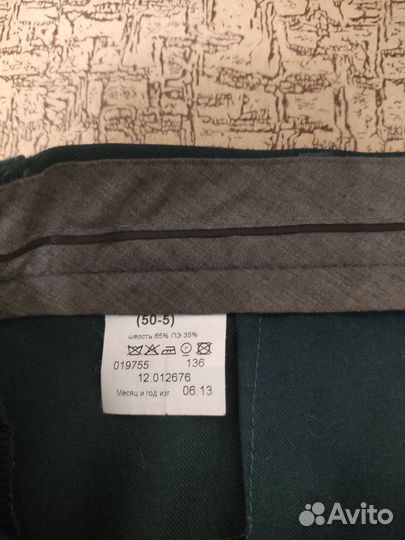 (50-5)
шерсть 65% ПЭ 35%
019755 136
12.012676
Месяц и год изг. 06.13
Avito